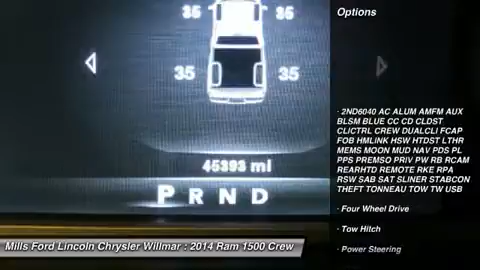 Options
35 35
35 35
45393 mi
PRND
· 2ND6040 AC ALUM AMFM AUX
BLSM BLUE CC CD CLDST
CLICTRL CREW DUALCLI FCAP
FOB HMLINK HSW HTDST LTHR
MEMS MOON MUD NAV PDS PL
PPS PREMSO PRIV PW RB RCAM
REARHTD REMOTE RKE RPA
RSW SAB SAT SLINER STABCON
THEFT TONNEAU TOW TW USB
· Four Wheel Drive
· Tow Hitch
· Power Steering
Mills Ford Lincoln Chrysler Willmar : 2014 Ram 1500 Crew